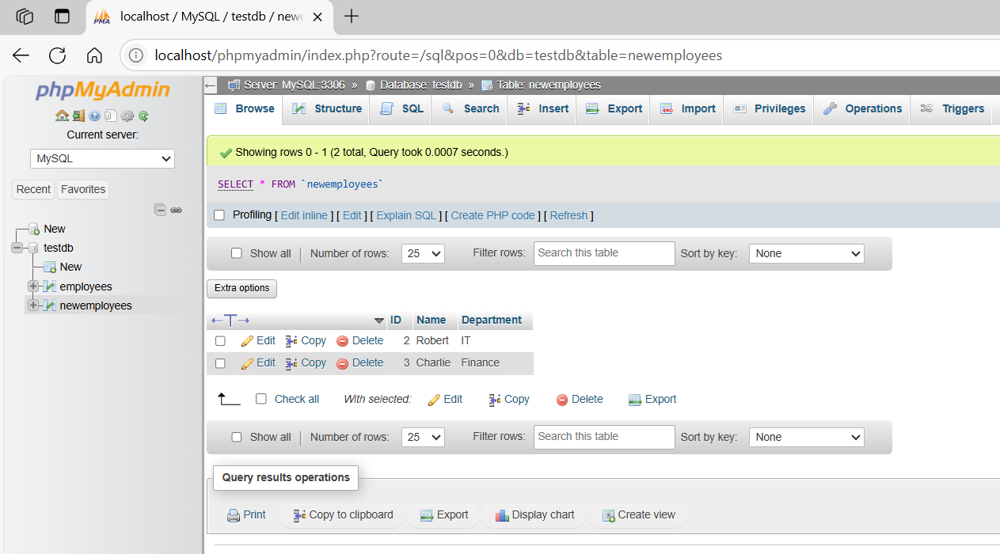 localhost / MySQL / testdb / newe
localhost/phpmyadmin/index.php?route=/sql&pos=0&db=testdb&table=newemployees
phpMyAdmin
Current server:
MySQL
Recent Favorites
New
testdb
New
employees
newemployees
Server: MySQL:3306 » Database: testdb » Table: newemployees
Browse Structure SQL Search Insert Export Import Privileges Operations Triggers
Showing rows 0 - 1 (2 total, Query took 0.0007 seconds.)
SELECT * FROM `newemployees`
Profiling [ Edit inline ] [ Edit ] [ Explain SQL ] [ Create PHP code ] [ Refresh ]
Show all | Number of rows: 25 Filter rows: Search this table Sort by key: None
Extra options
←T→ ID Name Department
Edit Copy Delete 2 Robert IT
Edit Copy Delete 3 Charlie Finance
Check all With selected: Edit Copy Delete Export
Show all | Number of rows: 25 Filter rows: Search this table Sort by key: None
Query results operations
Print Copy to clipboard Export Display chart Create view